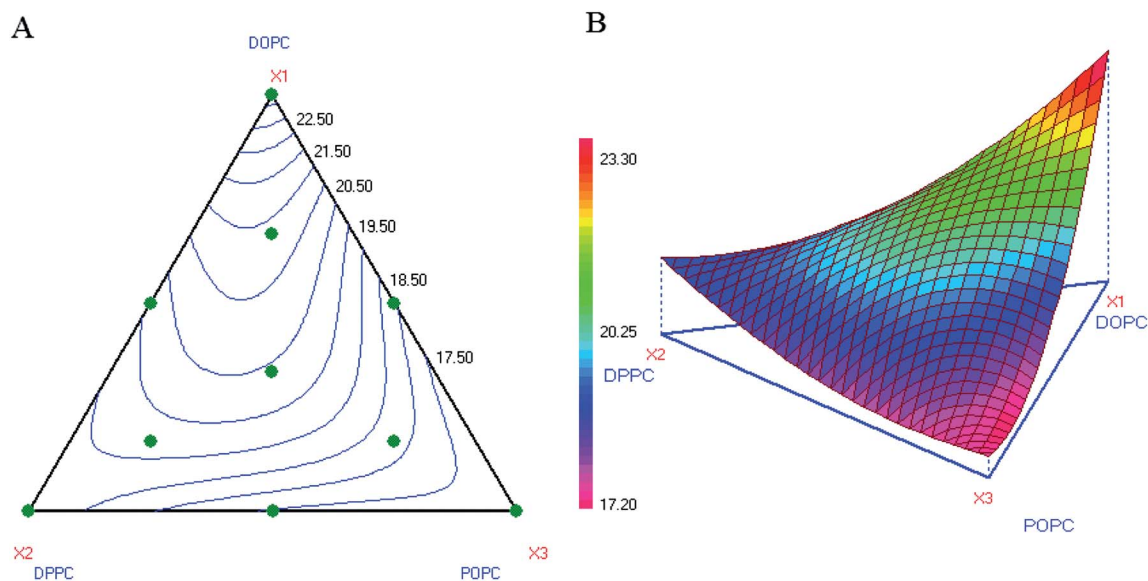 A
DOPC
X1
22.50
21.50
20.50
19.50
18.50
17.50
X2
DPPC
X3
POPC
B
23.30
20.25
17.20
X1
DOPC
X2
DPPC
X3
POPC